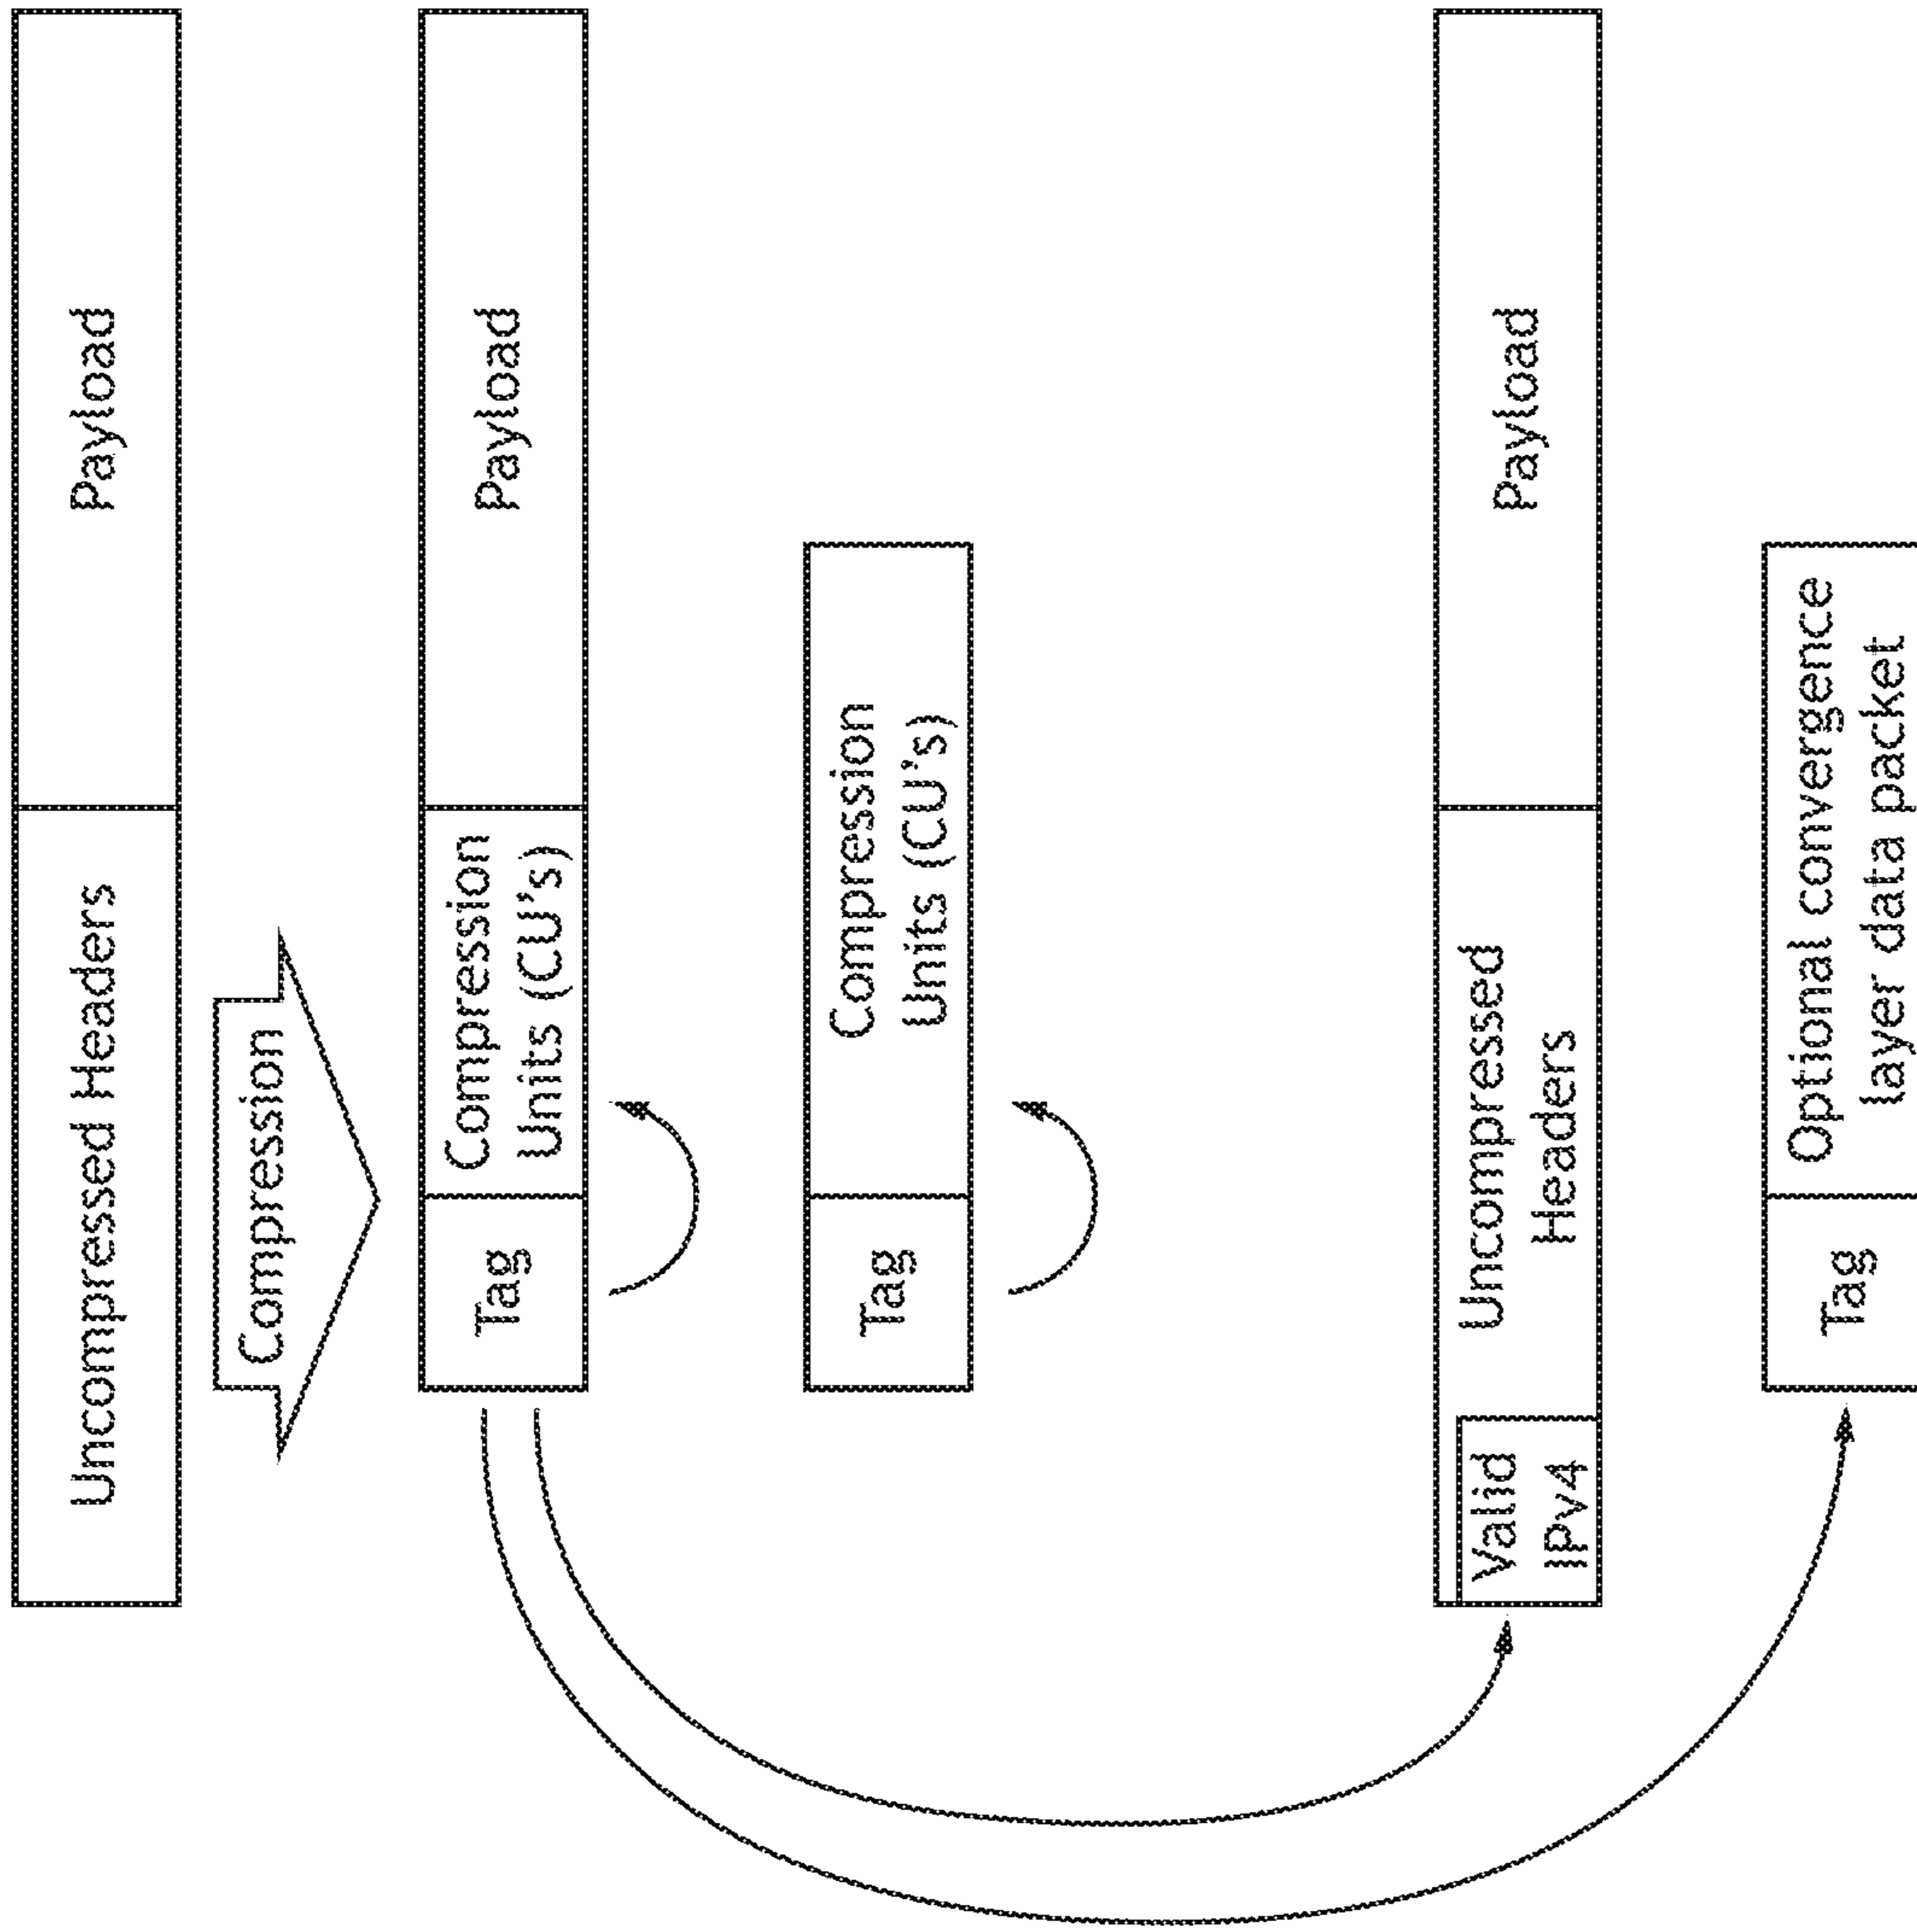 Uncompressed Headers
Payload
Compression
Tag
Compression
Units (CU's)
Payload
Tag
Compression
Units (CU's)
Valid
IPv4
Uncompressed
Headers
Payload
Tag
Optional convergence
layer data packet